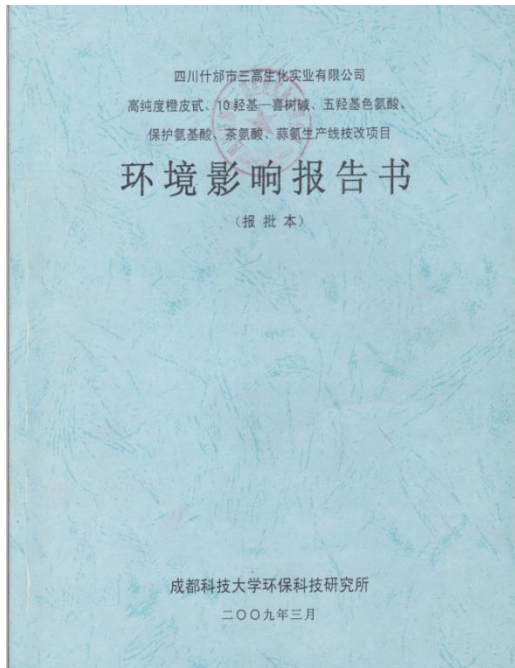 四川什邡市三高生化实业有限公司
高纯度橙皮甙、10羟基—喜树碱、五羟基色氨酸、
保护氨基酸、茶氨酸、蒜氨生产线技改项目
环境影响报告书
（报批本）
成都科技大学环保科技研究所
二〇〇九年三月